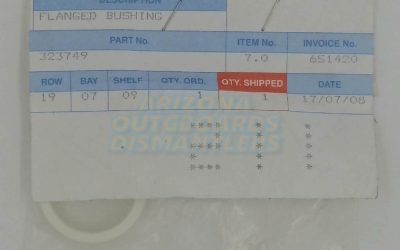 DESCRIPTION
FLANGED BUSHING
PART No. ITEM No. INVOICE No.
323749 7.0 651420
ROW BAY SHELF QTY. ORD. QTY. SHIPPED DATE
19 07 09 1 1 17/07/08
ARIZONA
OUTBOARDS
DISMANTLERS